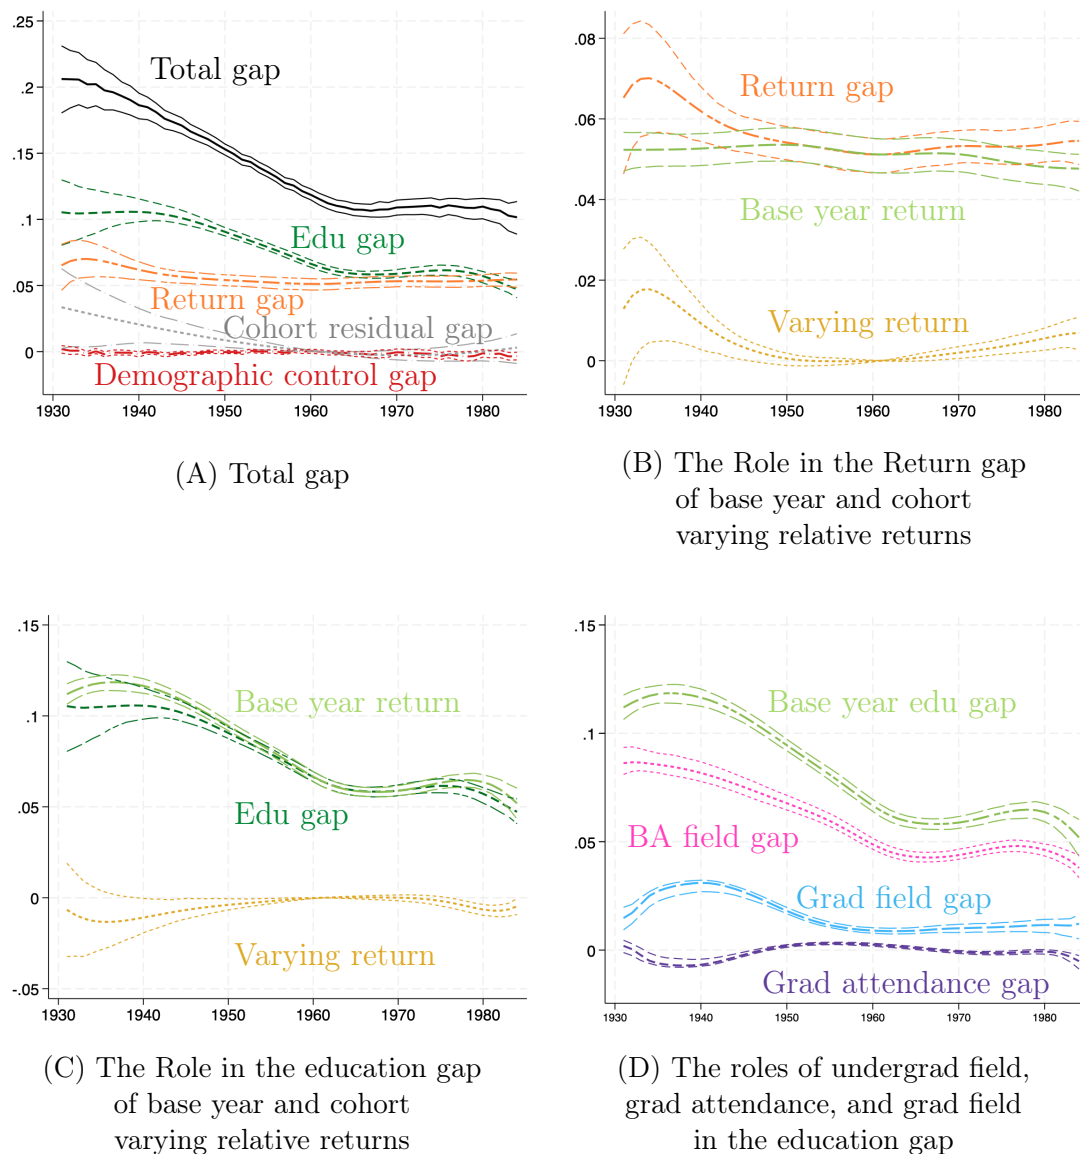 .25
.2
.15
.1
.05
0
1930 1940 1950 1960 1970 1980
Total gap
Edu gap
Return gap
Cohort residual gap
Demographic control gap
(A) Total gap
.08
.06
.04
.02
0
1930 1940 1950 1960 1970 1980
Return gap
Base year return
Varying return
(B) The Role in the Return gap
of base year and cohort
varying relative returns
.15
.1
.05
0
-.05
1930 1940 1950 1960 1970 1980
Base year return
Edu gap
Varying return
(C) The Role in the education gap
of base year and cohort
varying relative returns
.15
.1
.05
0
1930 1940 1950 1960 1970 1980
Base year edu gap
BA field gap
Grad field gap
Grad attendance gap
(D) The roles of undergrad field,
grad attendance, and grad field
in the education gap